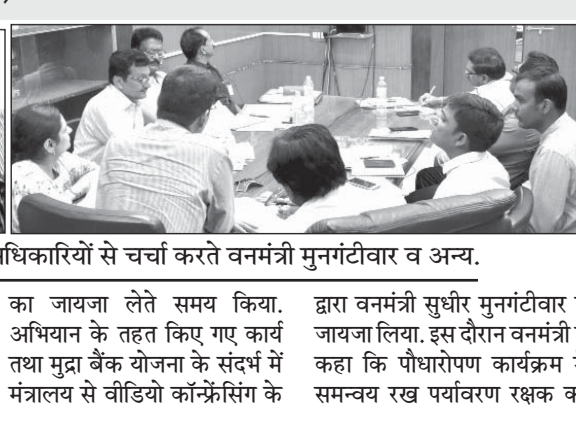 अधिकारियों से चर्चा करते वनमंत्री मुनगंटीवार व अन्य.
का जायजा लेते समय किया.
अभियान के तहत किए गए कार्य
तथा मुद्रा बैंक योजना के संदर्भ में
मंत्रालय से वीडियो कॉन्फ्रेंसिंग के
द्वारा वनमंत्री सुधीर मुनगंटीवार
जायजा लिया. इस दौरान वनमंत्री
कहा कि पौधारोपण कार्यक्रम
समन्वय रख पर्यावरण रक्षक